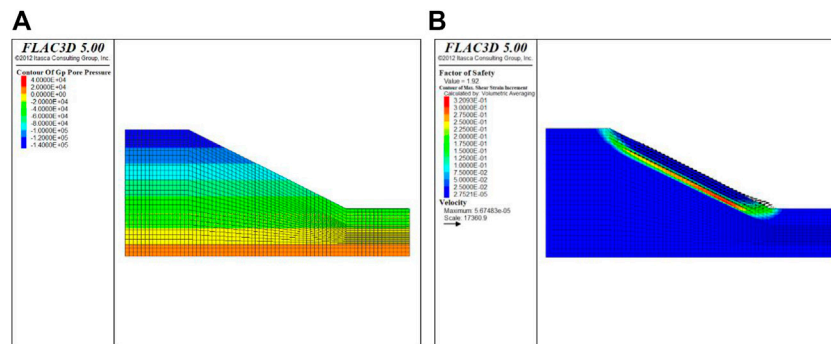 A
FLAC3D 5.00
©2012 Itasca Consulting Group, Inc.
Contour Of Gp Pore Pressure
4.0000E+04
2.0000E+04
0.0000E+00
-2.0000E+04
-4.0000E+04
-6.0000E+04
-8.0000E+04
-1.0000E+05
-1.2000E+05
-1.4000E+05
B
FLAC3D 5.00
©2012 Itasca Consulting Group, Inc.
Factor of Safety
Value = 1.92
Contour of Max. Shear Strain Increment
Calculated by: Volumetric Averaging
3.2093E-01
3.0000E-01
2.7500E-01
2.5000E-01
2.2500E-01
2.0000E-01
1.7500E-01
1.5000E-01
1.2500E-01
1.0000E-01
7.5000E-02
5.0000E-02
2.5000E-02
2.7521E-05
Velocity
Maximum: 5.67483e-05
Scale: 17360.9